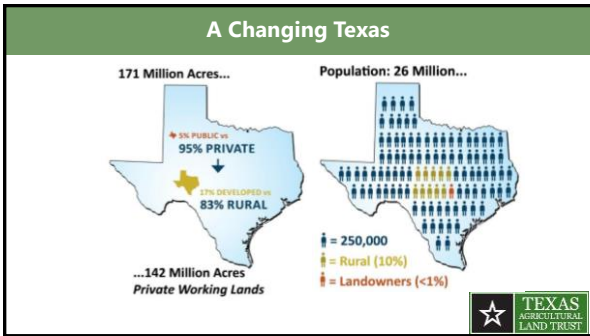 A Changing Texas
171 Million Acres...
5% PUBLIC vs
95% PRIVATE
17% DEVELOPED vs
83% RURAL
...142 Million Acres
Private Working Lands
Population: 26 Million...
= 250,000
= Rural (10%)
= Landowners (<1%)
TEXAS
AGRICULTURAL
LAND TRUST